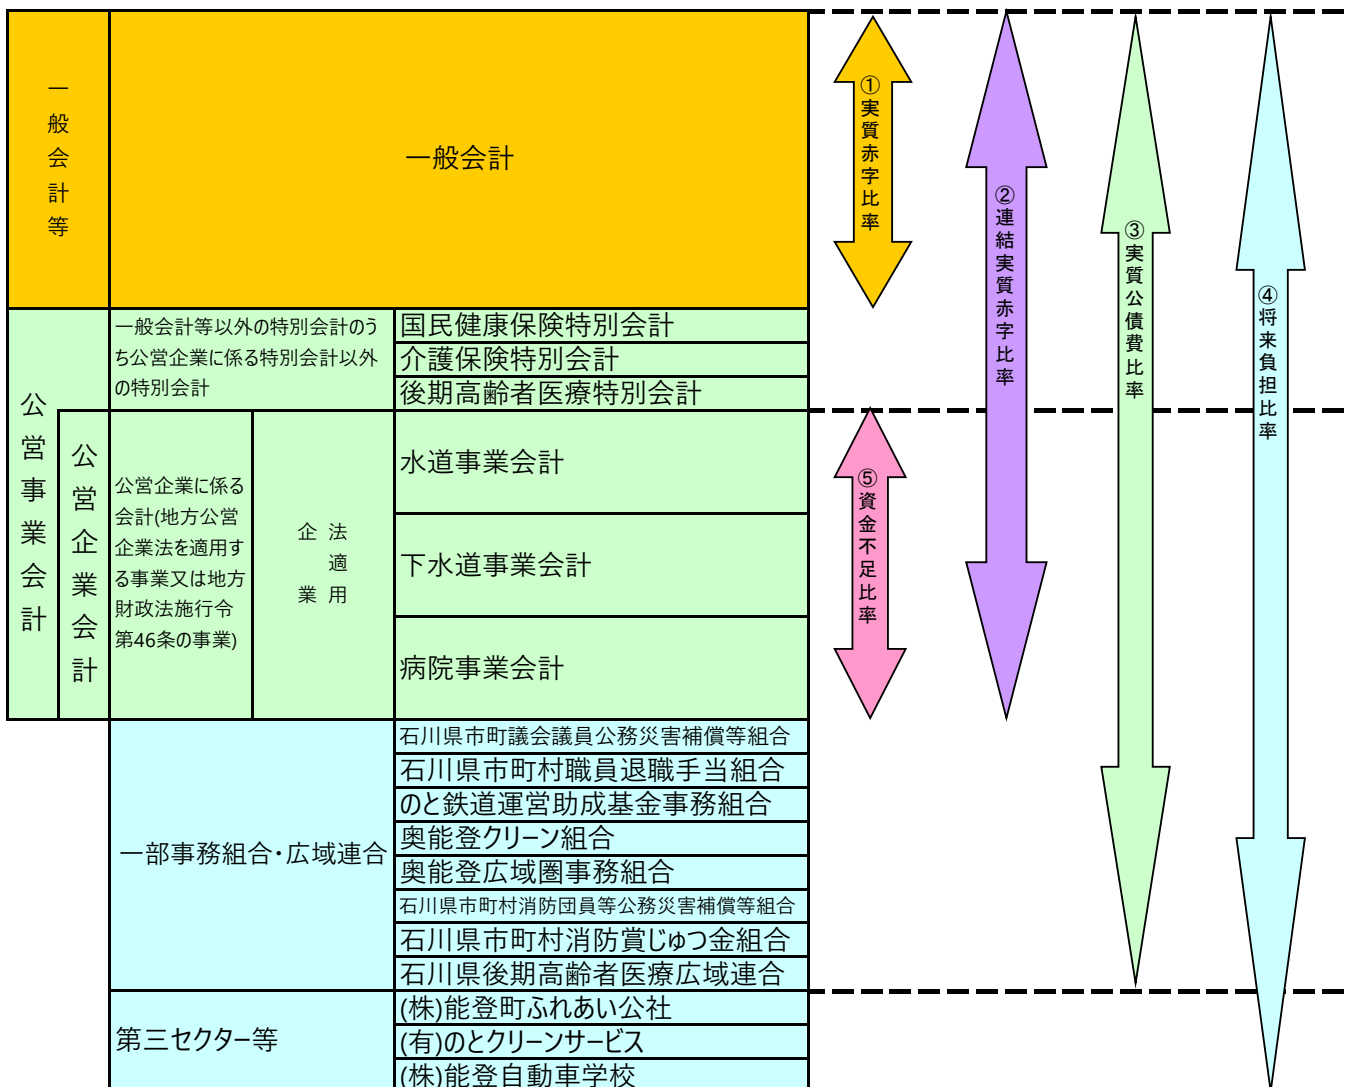 一般会計等
一般会計
公営事業会計
一般会計等以外の特別会計のう
ち公営企業に係る特別会計以外
の特別会計
国民健康保険特別会計
介護保険特別会計
後期高齢者医療特別会計
公営企業会計
公営企業に係る
会計(地方公営
企業法を適用す
る事業又は地方
財政法施行令
第46条の事業)
法適用
企業
水道事業会計
下水道事業会計
病院事業会計
一部事務組合・広域連合
石川県市町議会議員公務災害補償等組合
石川県市町村職員退職手当組合
のと鉄道運営助成基金事務組合
奥能登クリーン組合
奥能登広域圏事務組合
石川県市町村消防団員等公務災害補償等組合
石川県市町村消防賞じゅつ金組合
石川県後期高齢者医療広域連合
第三セクター等
(株)能登町ふれあい公社
(有)のとクリーンサービス
(株)能登自動車学校
①実質赤字比率
②連結実質赤字比率
③実質公債費比率
④将来負担比率
⑤資金不足比率